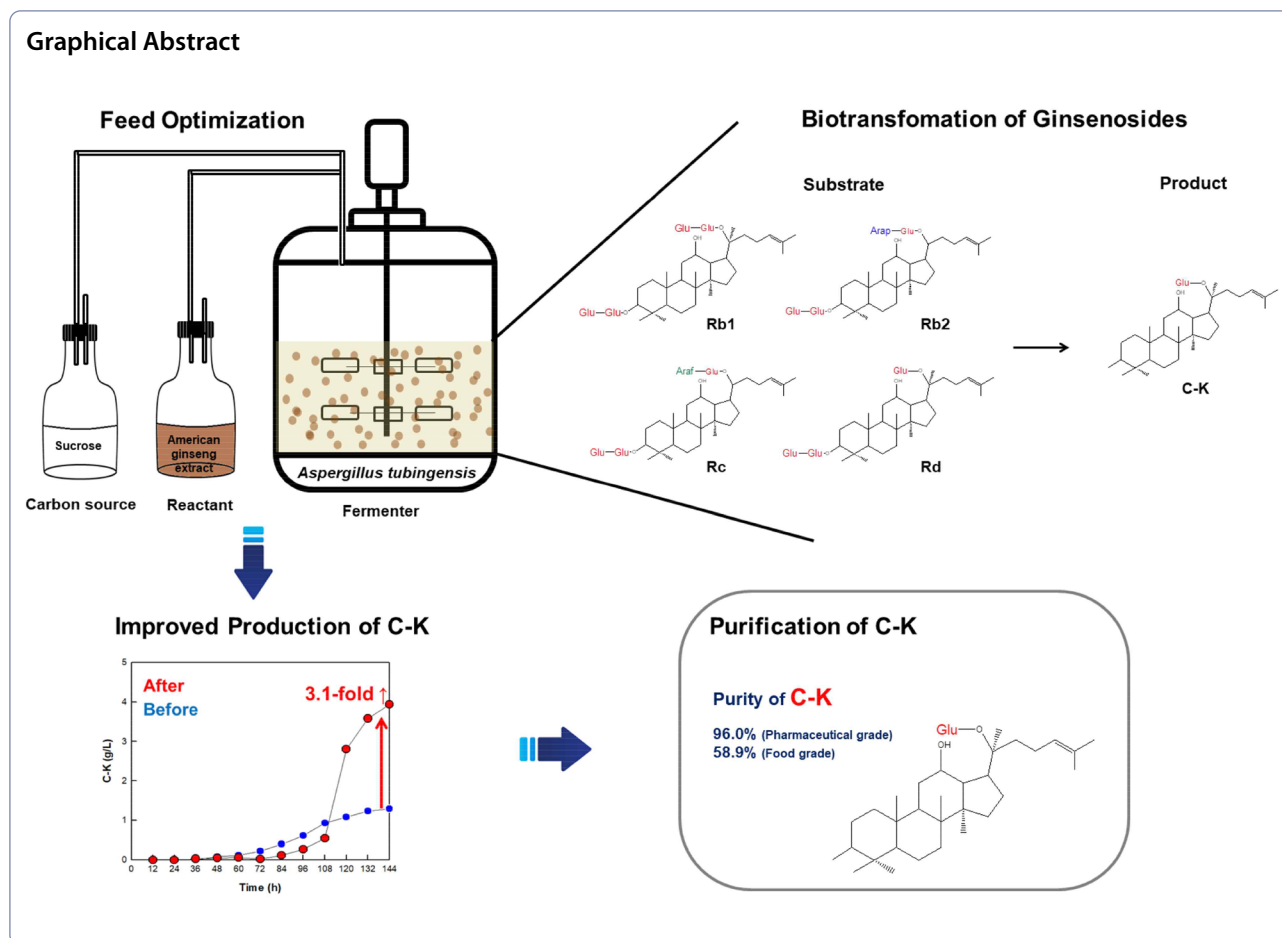 Graphical Abstract
Feed Optimization
Sucrose
American
ginseng
extract
Carbon source
Reactant
Aspergillus tubingensis
Fermenter
Biotransfomation of Ginsenosides
Substrate
Product
Glu-Glu-O
OH
Glu-Glu-O
Rb1
Arap-Glu-O
OH
Glu-Glu-O
Rb2
Araf-Glu-O
OH
Glu-Glu-O
Rc
Glu-O
OH
Glu-Glu-O
Rd
Glu-O
OH
C-K
Improved Production of C-K
After
Before
3.1-fold ↑
C-K (g/L)
5
4
3
2
1
0
0 12 24 36 48 60 72 84 96 108 120 132 144
Time (h)
Purification of C-K
Purity of C-K
96.0% (Pharmaceutical grade)
58.9% (Food grade)
Glu-O
OH